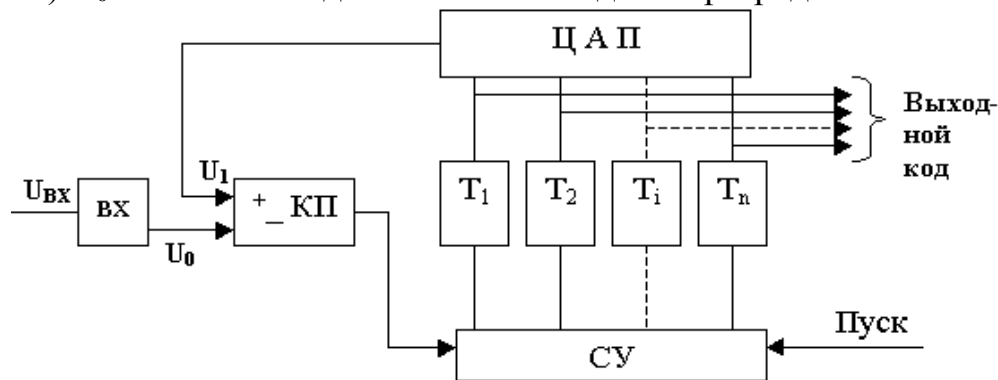 Ц А П
Выход-
ной
код
U1
UВХ
вх
+
_ КП
T1
T2
Ti
Tn
U0
Пуск
СУ